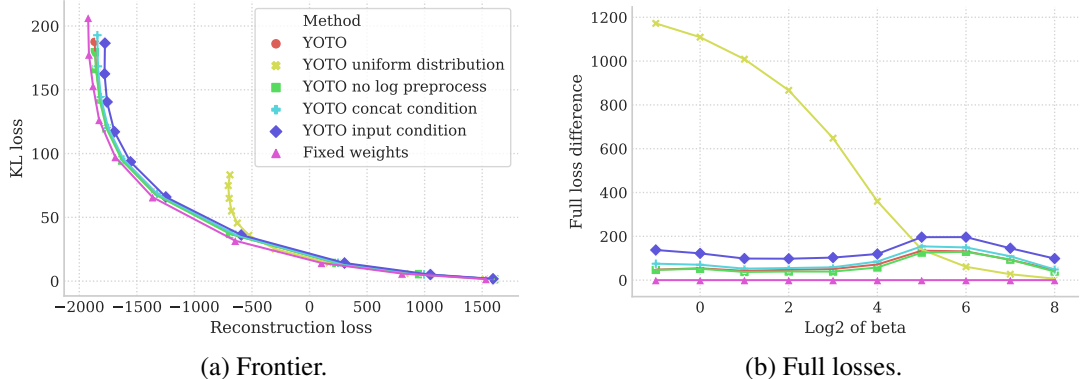 200
150
100
50
0
KL loss
−2000
−1500
−1000
−500
0
500
1000
1500
Reconstruction loss
Method
YOTO
YOTO uniform distribution
YOTO no log preprocess
YOTO concat condition
YOTO input condition
Fixed weights
(a) Frontier.
1200
1000
800
600
400
200
0
Full loss difference
0
2
4
6
8
Log2 of beta
(b) Full losses.